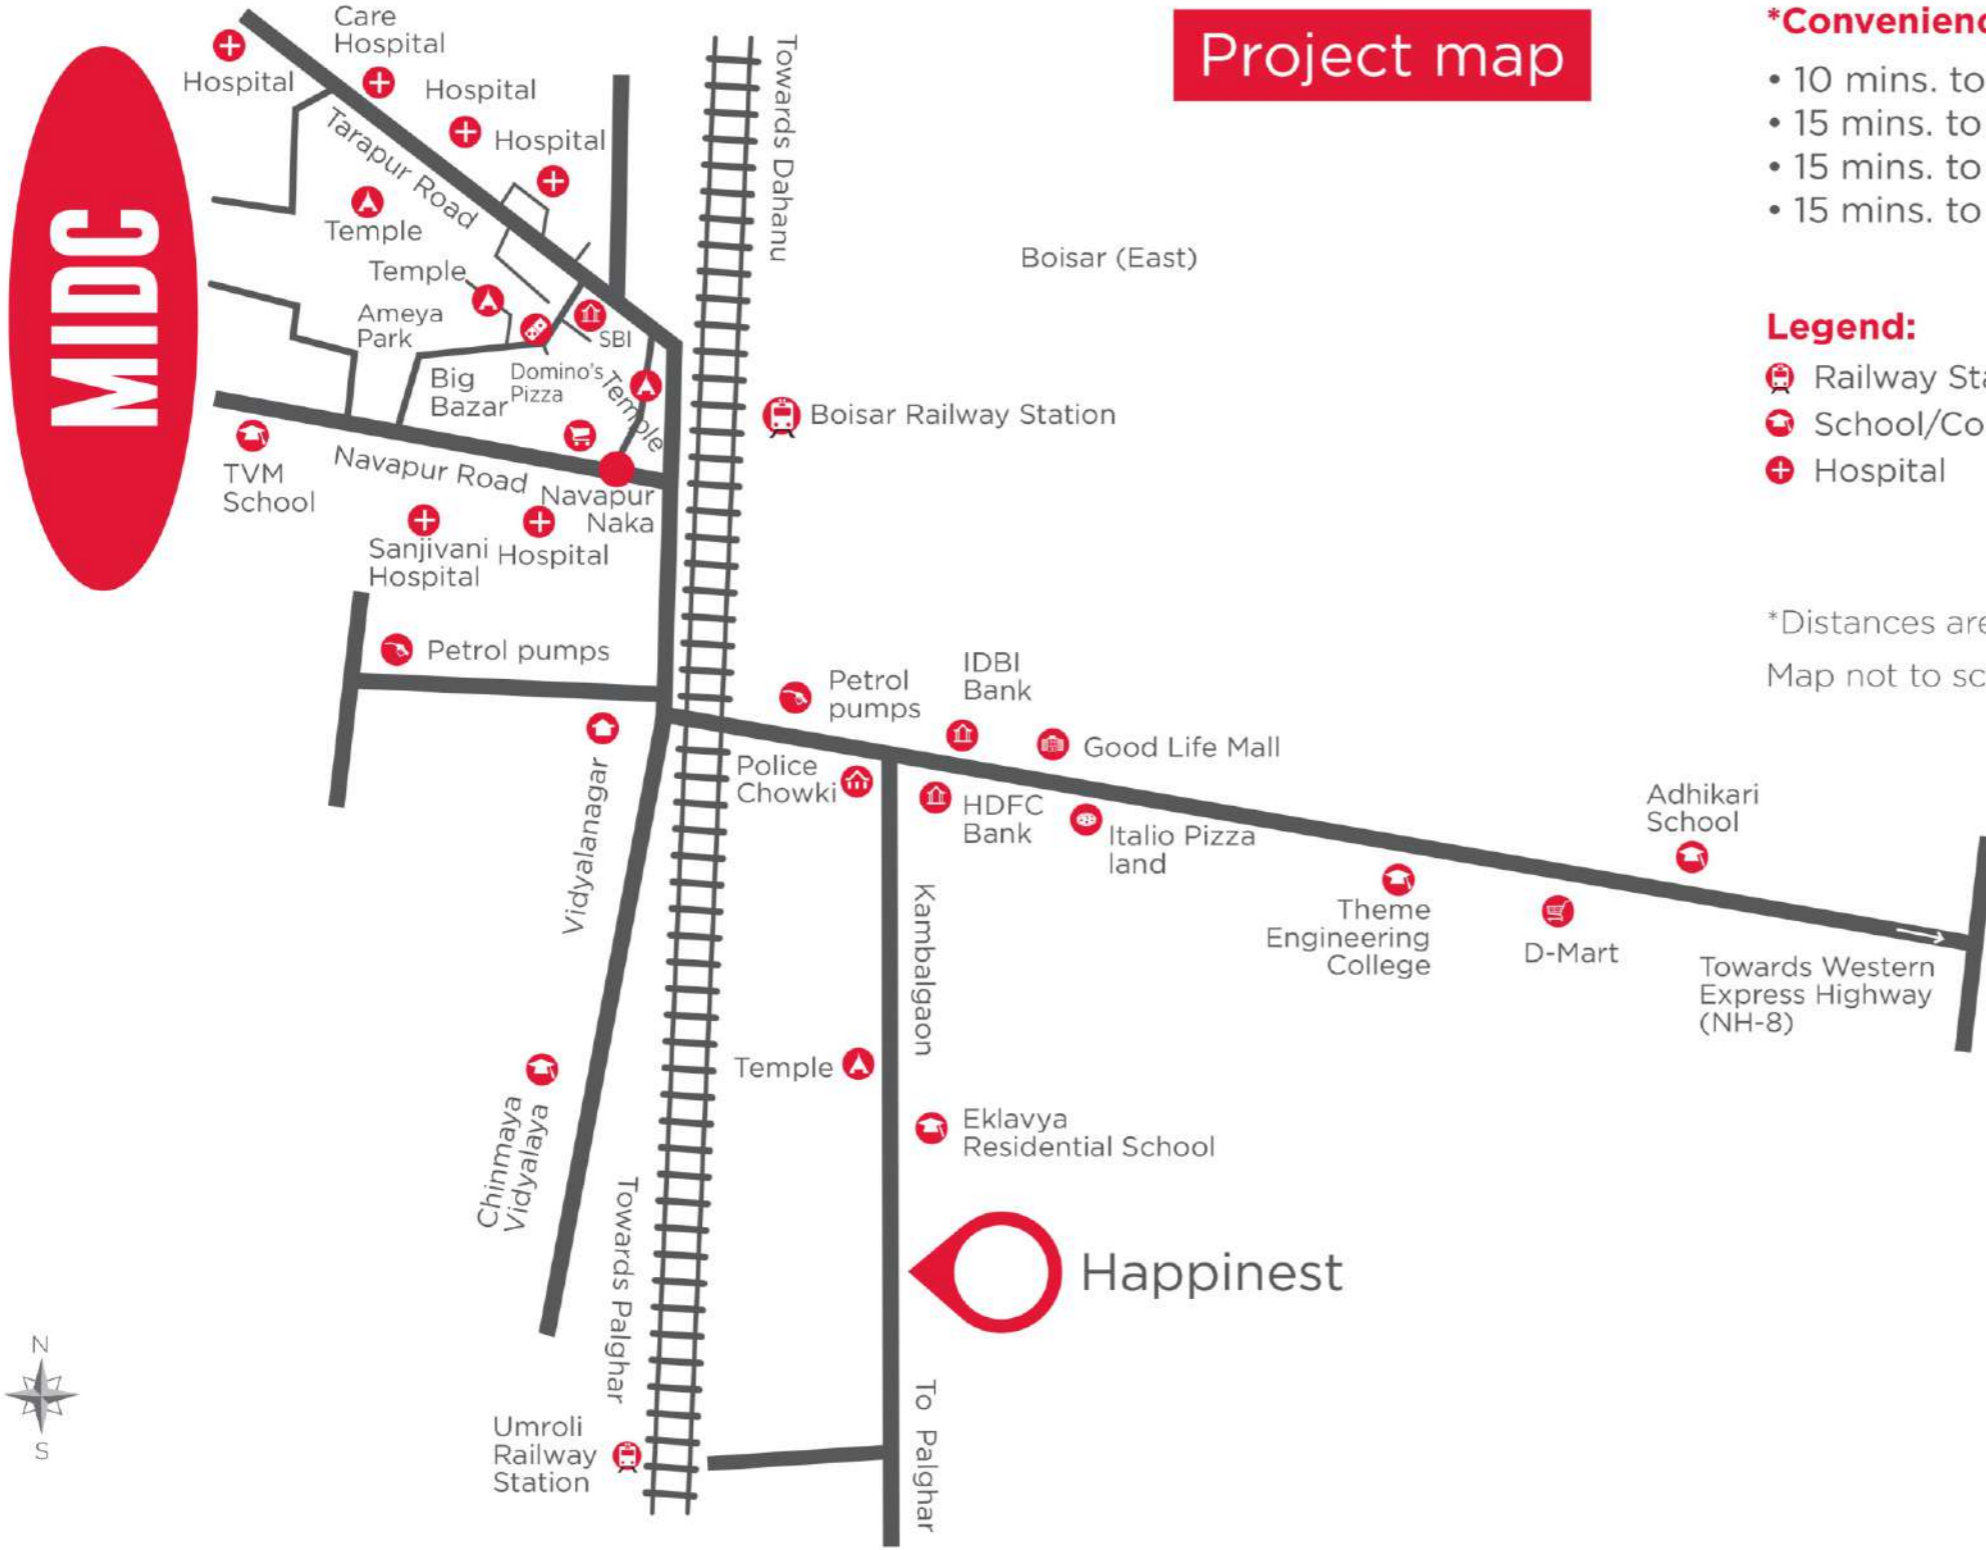 Project map
*Convenienc
• 10 mins. to
• 15 mins. to
• 15 mins. to
• 15 mins. to
Legend:
Railway Sta
School/Co
Hospital
*Distances are
Map not to sc
MIDC
Hospital
Care
Hospital
Hospital
Hospital
Tarapur Road
Temple
Temple
Ameya
Park
SBI
Big
Bazar
Domino's
Pizza
Temple
TVM
School
Navapur Road
Navapur
Naka
Sanjivani
Hospital
Hospital
Towards Dahanu
Boisar (East)
Boisar Railway Station
Petrol pumps
Petrol
pumps
IDBI
Bank
Good Life Mall
Police
Chowki
HDFC
Bank
Italio Pizza
land
Adhikari
School
Theme
Engineering
College
D-Mart
Towards Western
Express Highway
(NH-8)
Vidyalanagar
Kambalgaon
Temple
Eklavya
Residential School
Chinmaya
Vidyalaya
Towards Palghar
Happinest
To Palghar
Umroli
Railway
Station
N
S